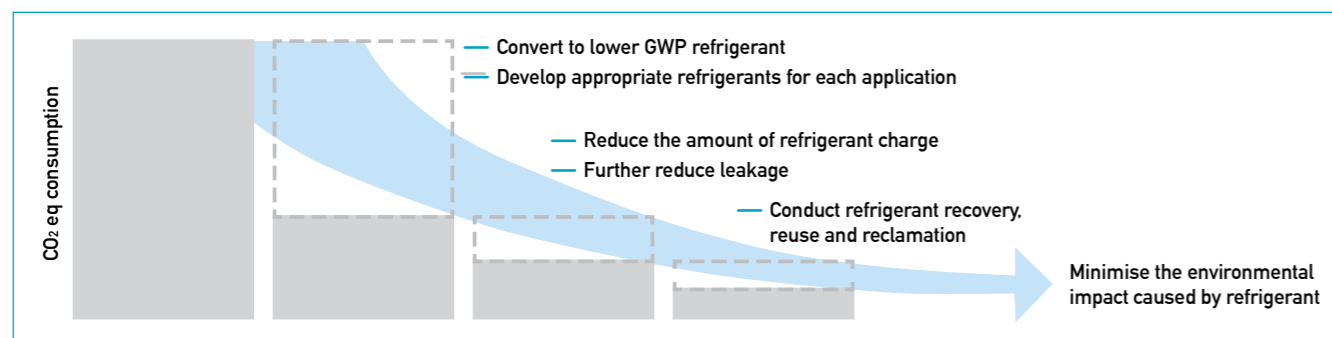 CO₂ eq consumption
Convert to lower GWP refrigerant
Develop appropriate refrigerants for each application
Reduce the amount of refrigerant charge
Further reduce leakage
Conduct refrigerant recovery,
reuse and reclamation
Minimise the environmental
impact caused by refrigerant